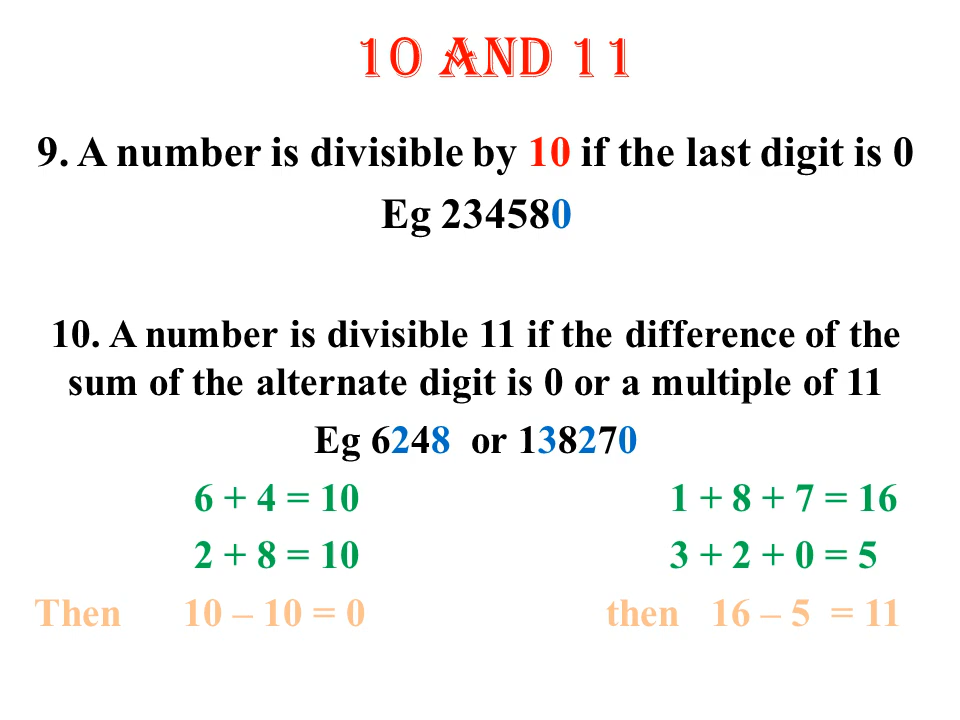 10 AND 11
9. A number is divisible by 10 if the last digit is 0
Eg 234580
10. A number is divisible 11 if the difference of the
sum of the alternate digit is 0 or a multiple of 11
Eg 6248 or 138270
6 + 4 = 10 1 + 8 + 7 = 16
2 + 8 = 10 3 + 2 + 0 = 5
Then 10 – 10 = 0 then 16 – 5 = 11